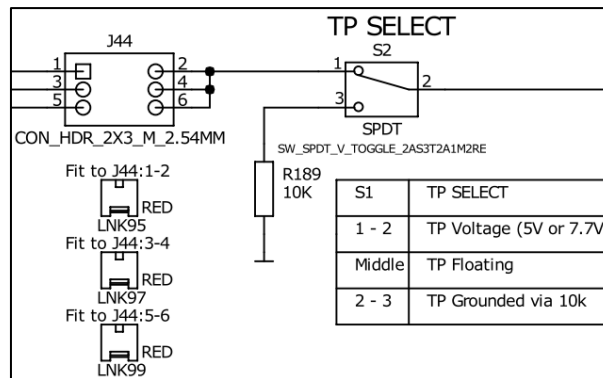 TP SELECT
J44
S2
1 2
3 4
5 6
1
2
3
CON_HDR_2X3_M_2.54MM
SPDT
SW_SPDT_V_TOGGLE_2AS3T2A1M2RE
Fit to J44:1-2
RED
LNK95
R189
10K
Fit to J44:3-4
RED
LNK97
Fit to J44:5-6
RED
LNK99
S1 TP SELECT
1 - 2 TP Voltage (5V or 7.7V
Middle TP Floating
2 - 3 TP Grounded via 10k